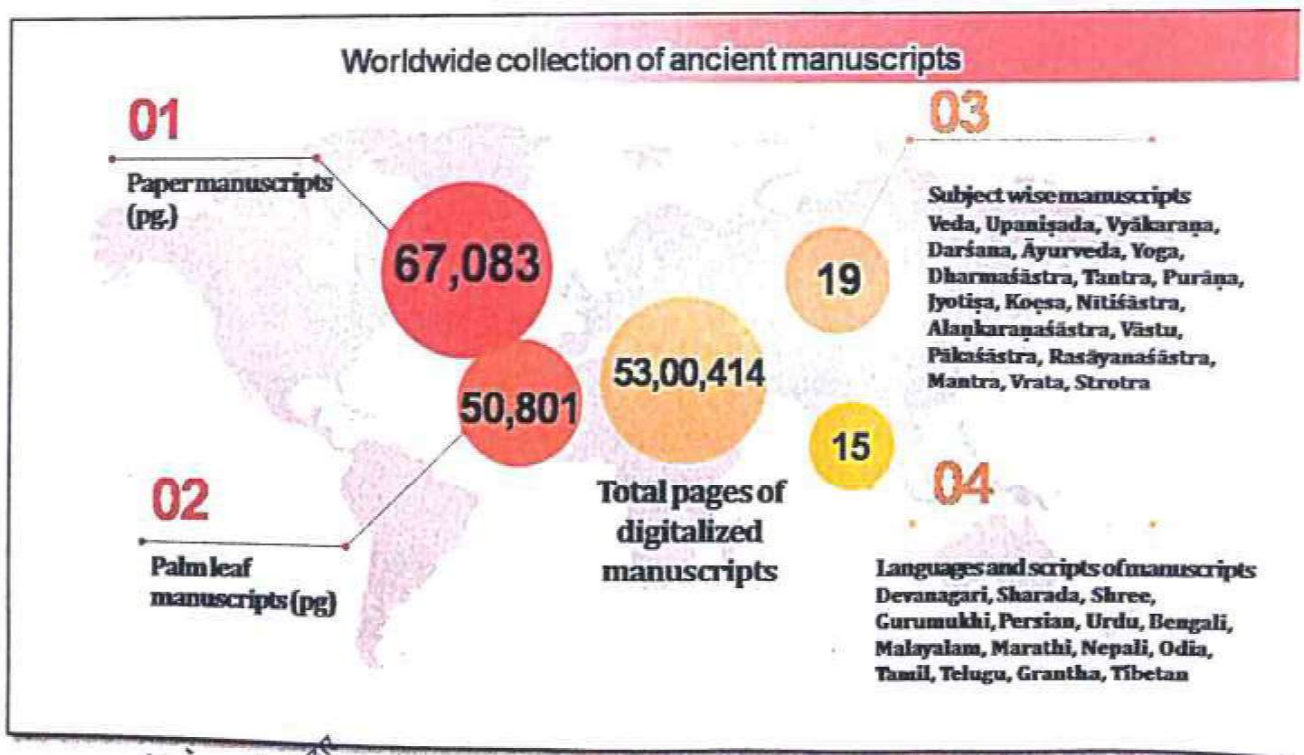 Worldwide collection of ancient manuscripts
01
Paper manuscripts
(pg.)
67,083
02
Palm leaf
manuscripts (pg)
50,801
53,00,414
Total pages of
digitalized
manuscripts
03
19
Subject wise manuscripts
Veda, Upaniṣada, Vyākaraṇa,
Darśana, Āyurveda, Yoga,
Dharmaśāstra, Tantra, Purāṇa,
Jyotiṣa, Koeṣa, Nītiśāstra,
Alaṇkaraṇaśāstra, Vāstu,
Pākaśāstra, Rasāyanaśāstra,
Mantra, Vrata, Strotra
15
04
Languages and scripts of manuscripts
Devanagari, Sharada, Shree,
Gurumukhi, Persian, Urdu, Bengali,
Malayalam, Marathi, Nepali, Odia,
Tamil, Telugu, Grantha, Tibetan